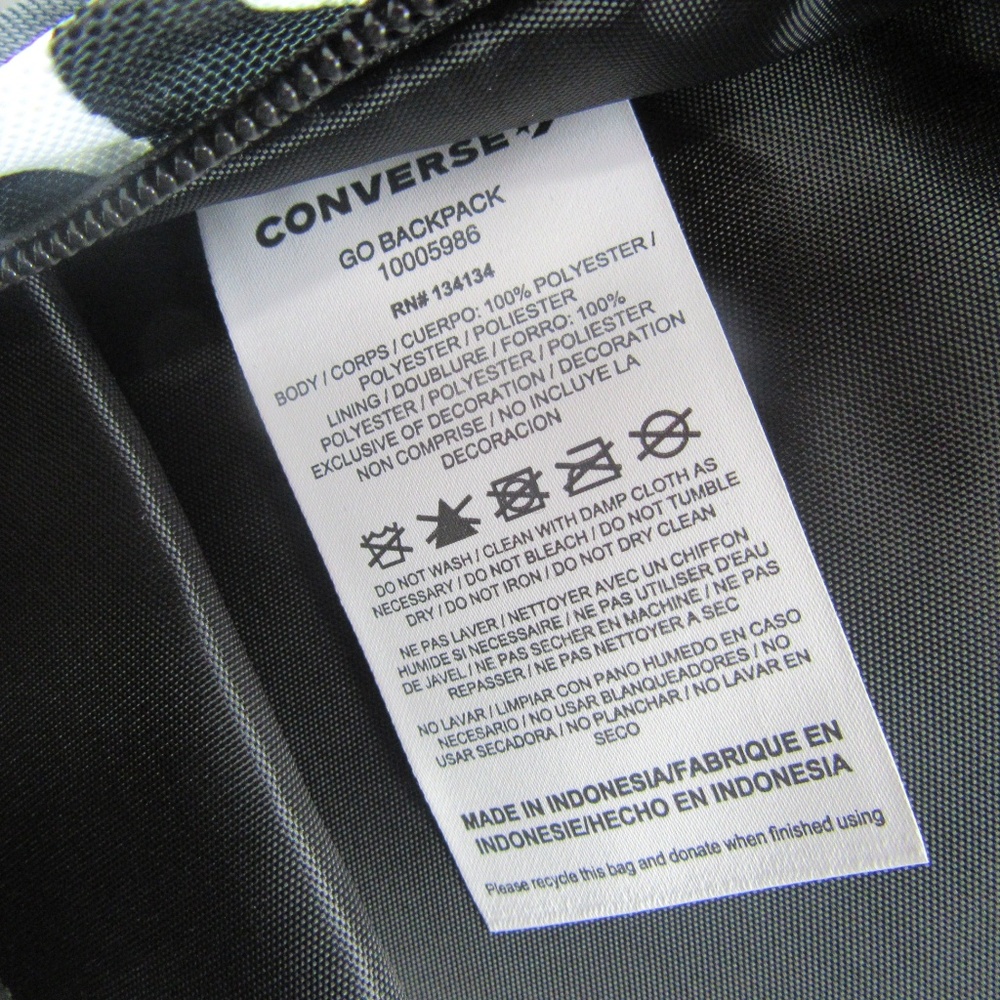 CONVERSE
GO BACKPACK
10005986
RN# 134134
BODY / CORPS / CUERPO: 100% POLYESTER /
POLYESTER / POLIESTER
LINING / DOUBLURE / FORRO: 100%
POLYESTER / POLYESTER / POLIESTER
EXCLUSIVE OF DECORATION / DECORATION
NON COMPRISE / NO INCLUYE LA
DECORACION
DO NOT WASH / CLEAN WITH DAMP CLOTH AS
NECESSARY / DO NOT BLEACH / DO NOT TUMBLE
DRY / DO NOT IRON / DO NOT DRY CLEAN
NE PAS LAVER / NETTOYER AVEC UN CHIFFON
HUMIDE SI NECESSAIRE / NE PAS UTILISER D'EAU
DE JAVEL / NE PAS SECHER EN MACHINE / NE PAS
REPASSER / NE PAS NETTOYER A SEC
NO LAVAR / LIMPIAR CON PANO HUMEDO EN CASO
NECESARIO / NO USAR BLANQUEADORES / NO
USAR SECADORA / NO PLANCHAR / NO LAVAR EN
SECO
MADE IN INDONESIA/FABRIQUE EN
INDONESIE/HECHO EN INDONESIA
Please recycle this bag and donate when finished using